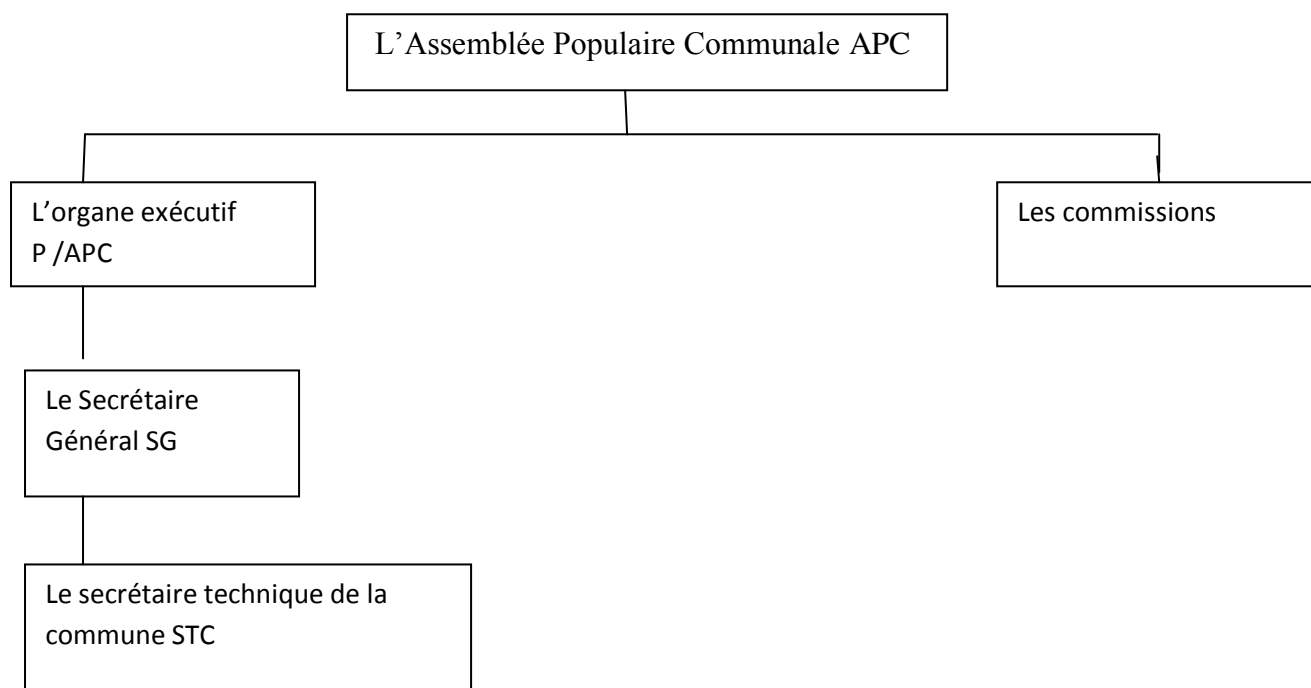 L’Assemblée Populaire Communale APC
L’organe exécutif
P /APC
Les commissions
Le Secrétaire
Général SG
Le secrétaire technique de la
commune STC